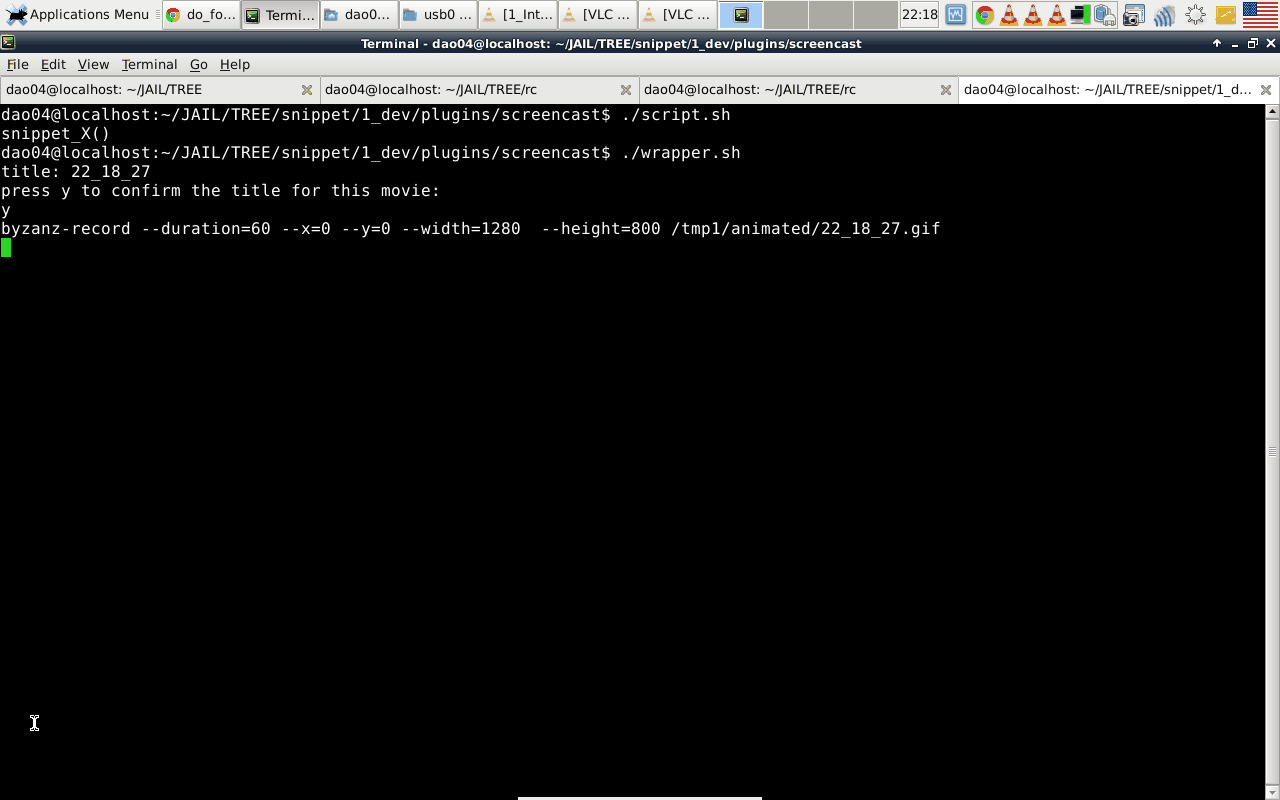 Applications Menu do_fo... Termi... dao0... usb0 ... [1_Int... [VLC ... [VLC ... 22:18
Terminal - dao04@localhost: ~/JAIL/TREE/snippet/1_dev/plugins/screencast
File Edit View Terminal Go Help
dao04@localhost: ~/JAIL/TREE dao04@localhost: ~/JAIL/TREE/rc dao04@localhost: ~/JAIL/TREE/rc dao04@localhost: ~/JAIL/TREE/snippet/1_d...
dao04@localhost:~/JAIL/TREE/snippet/1_dev/plugins/screencast$ ./script.sh
snippet_X()
dao04@localhost:~/JAIL/TREE/snippet/1_dev/plugins/screencast$ ./wrapper.sh
title: 22_18_27
press y to confirm the title for this movie:
y
byzanz-record --duration=60 --x=0 --y=0 --width=1280  --height=800 /tmp1/animated/22_18_27.gif